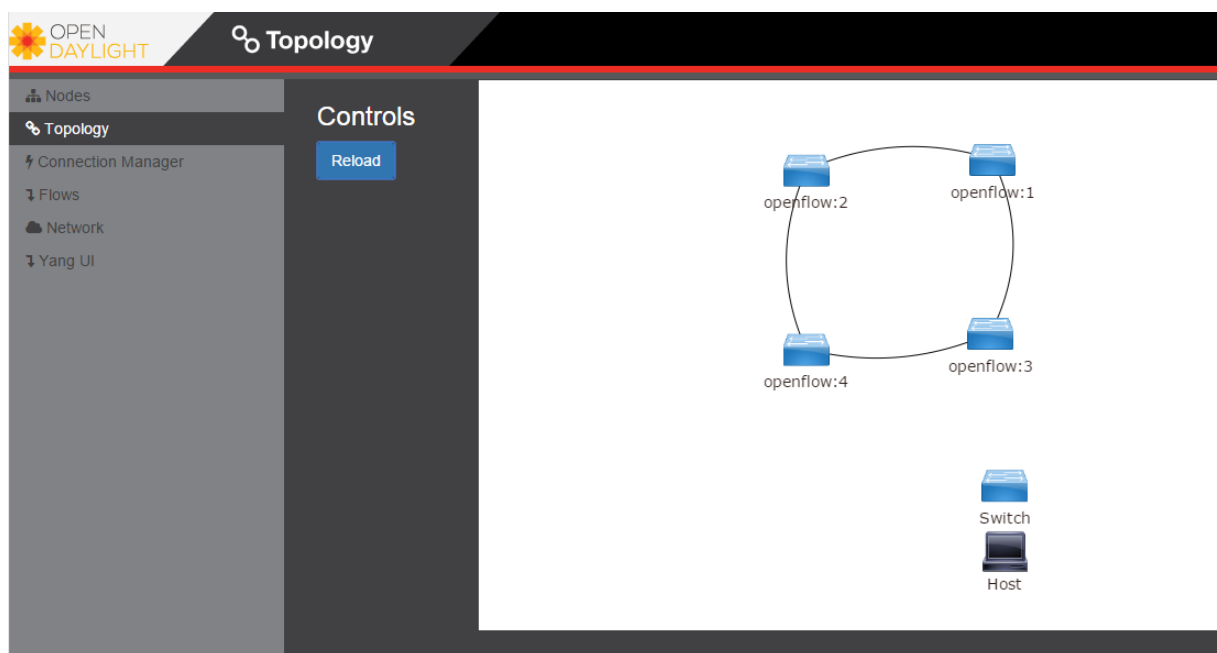 OPEN
DAYLIGHT
Topology
Nodes
Topology
Connection Manager
Flows
Network
Yang UI
Controls
Reload
openflow:2
openflow:1
openflow:4
openflow:3
Switch
Host